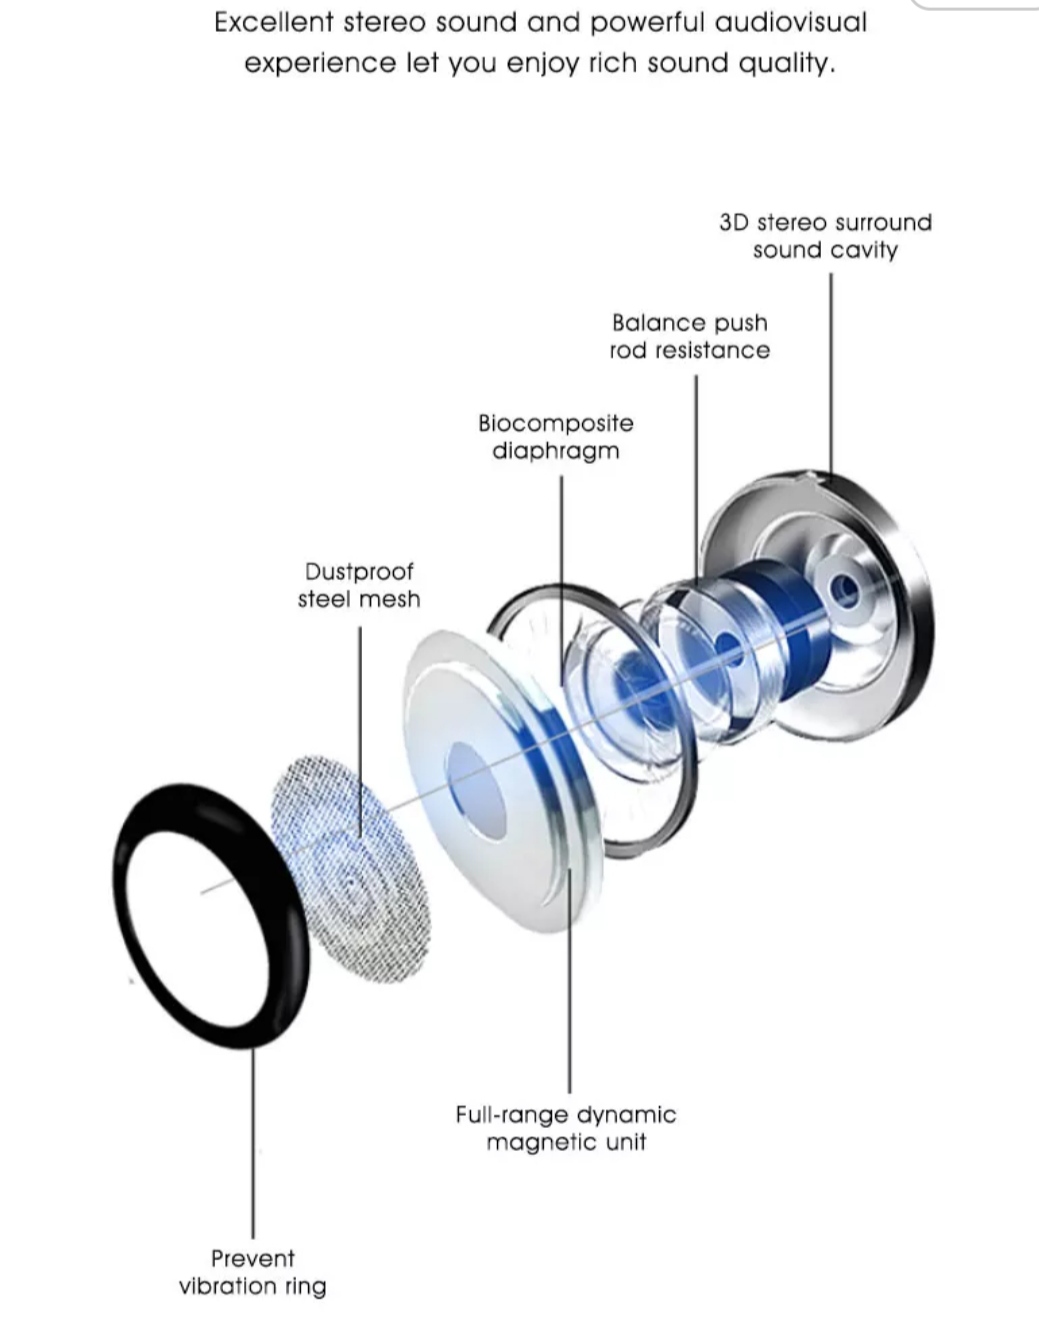 Excellent stereo sound and powerful audiovisual
experience let you enjoy rich sound quality.
3D stereo surround
sound cavity
Balance push
rod resistance
Biocomposite
diaphragm
Dustproof
steel mesh
Full-range dynamic
magnetic unit
Prevent
vibration ring